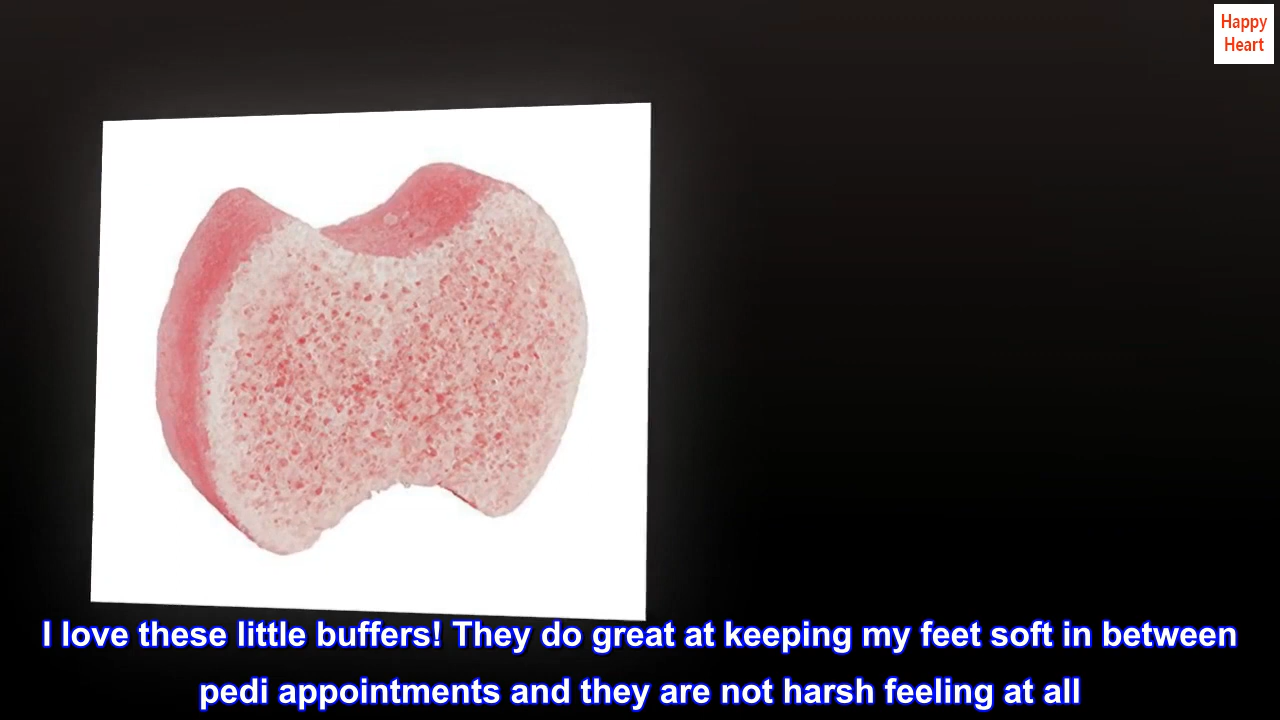 Happy
Heart
I love these little buffers! They do great at keeping my feet soft in between
pedi appointments and they are not harsh feeling at all